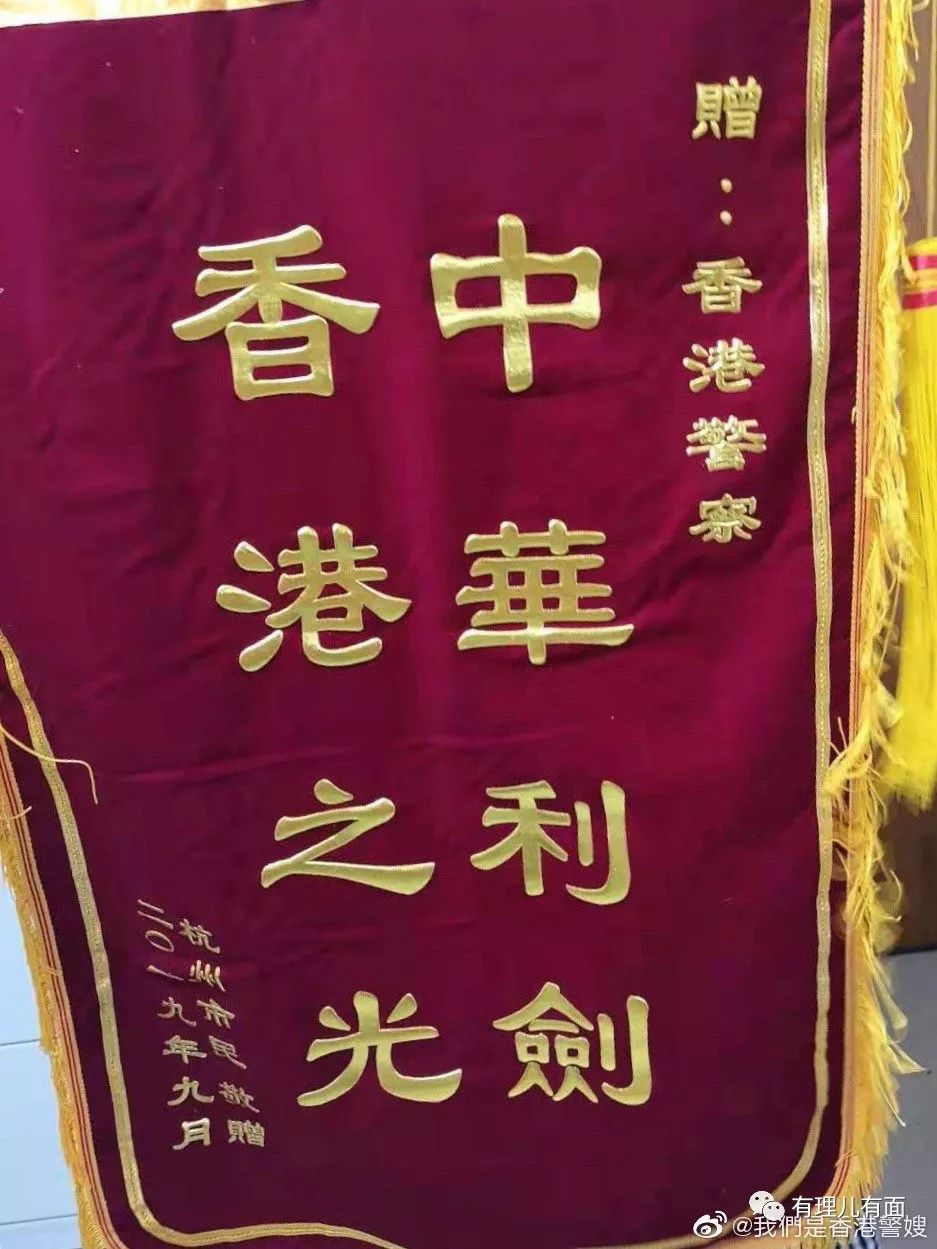 贈：香港警察
中華利劍
香港之光
杭州市民敬贈
二〇一九年九月
有理儿有面
@我們是香港警嫂